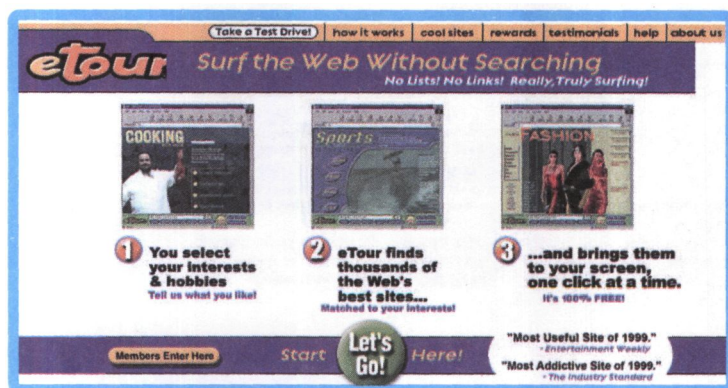 Take a Test Drive! how it works cool sites rewards testimonials help about us
eTour
Surf the Web Without Searching
No Lists! No Links! Really, Truly Surfing!
COOKING
Sports
FASHION
1 You select
your interests
& hobbies
Tell us what you like!
2 eTour finds
thousands of
the Web's
best sites...
Matched to your interests!
3 ...and brings them
to your screen,
one click at a time.
It's 100% FREE!
Members Enter Here
Start Let's Go! Here!
"Most Useful Site of 1999."
- Entertainment Weekly
"Most Addictive Site of 1999."
- The Industry Standard